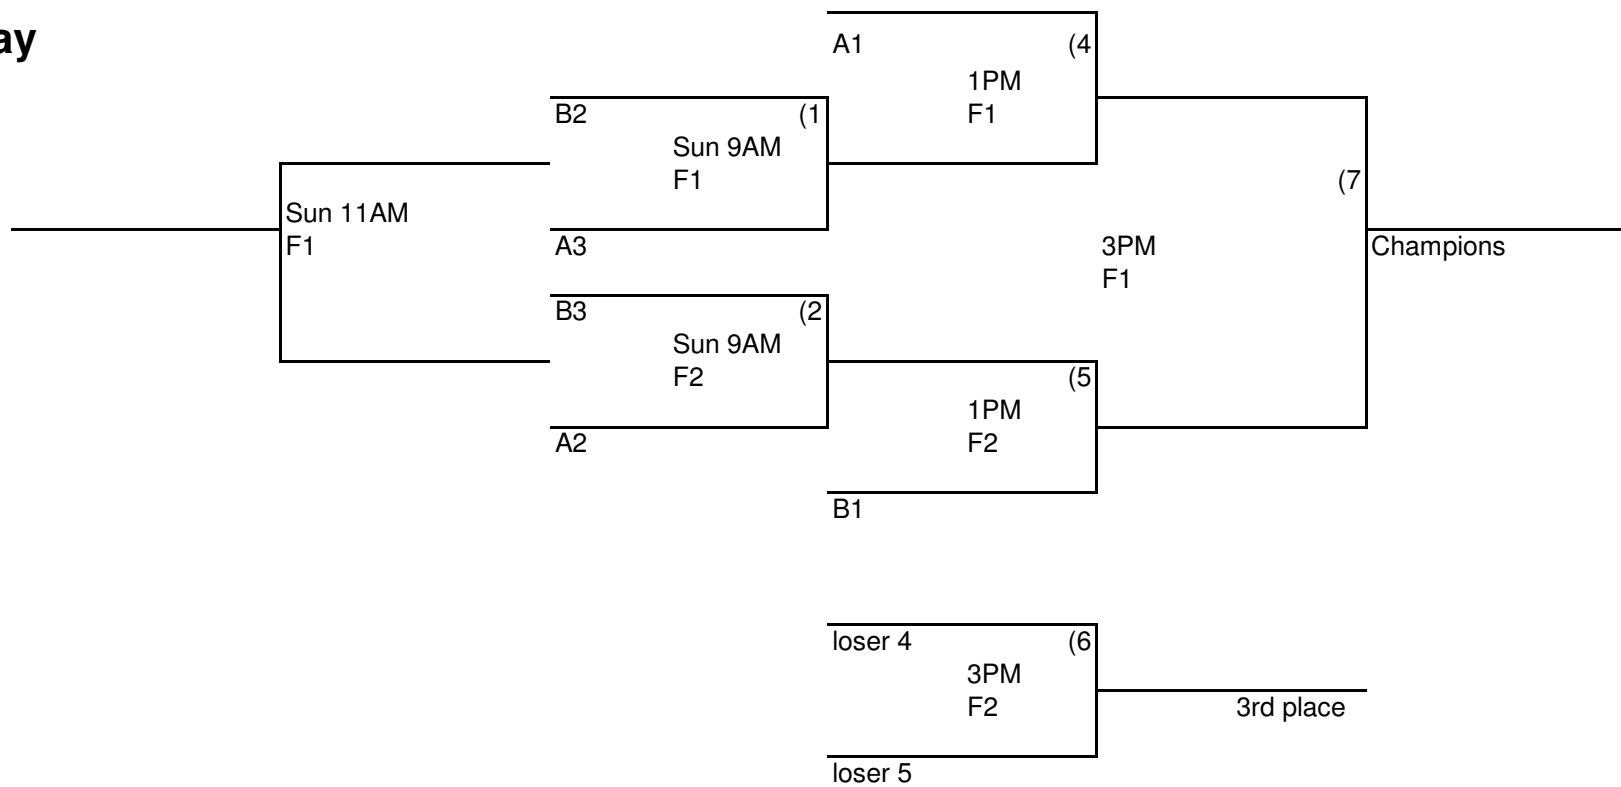 ay
A1 (4
1PM
F1
B2 (1
Sun 9AM
F1
(7
Sun 11AM
F1
A3
3PM
F1
Champions
B3 (2
Sun 9AM
F2
(5
1PM
F2
A2
B1
loser 4 (6
3PM
F2
3rd place
loser 5